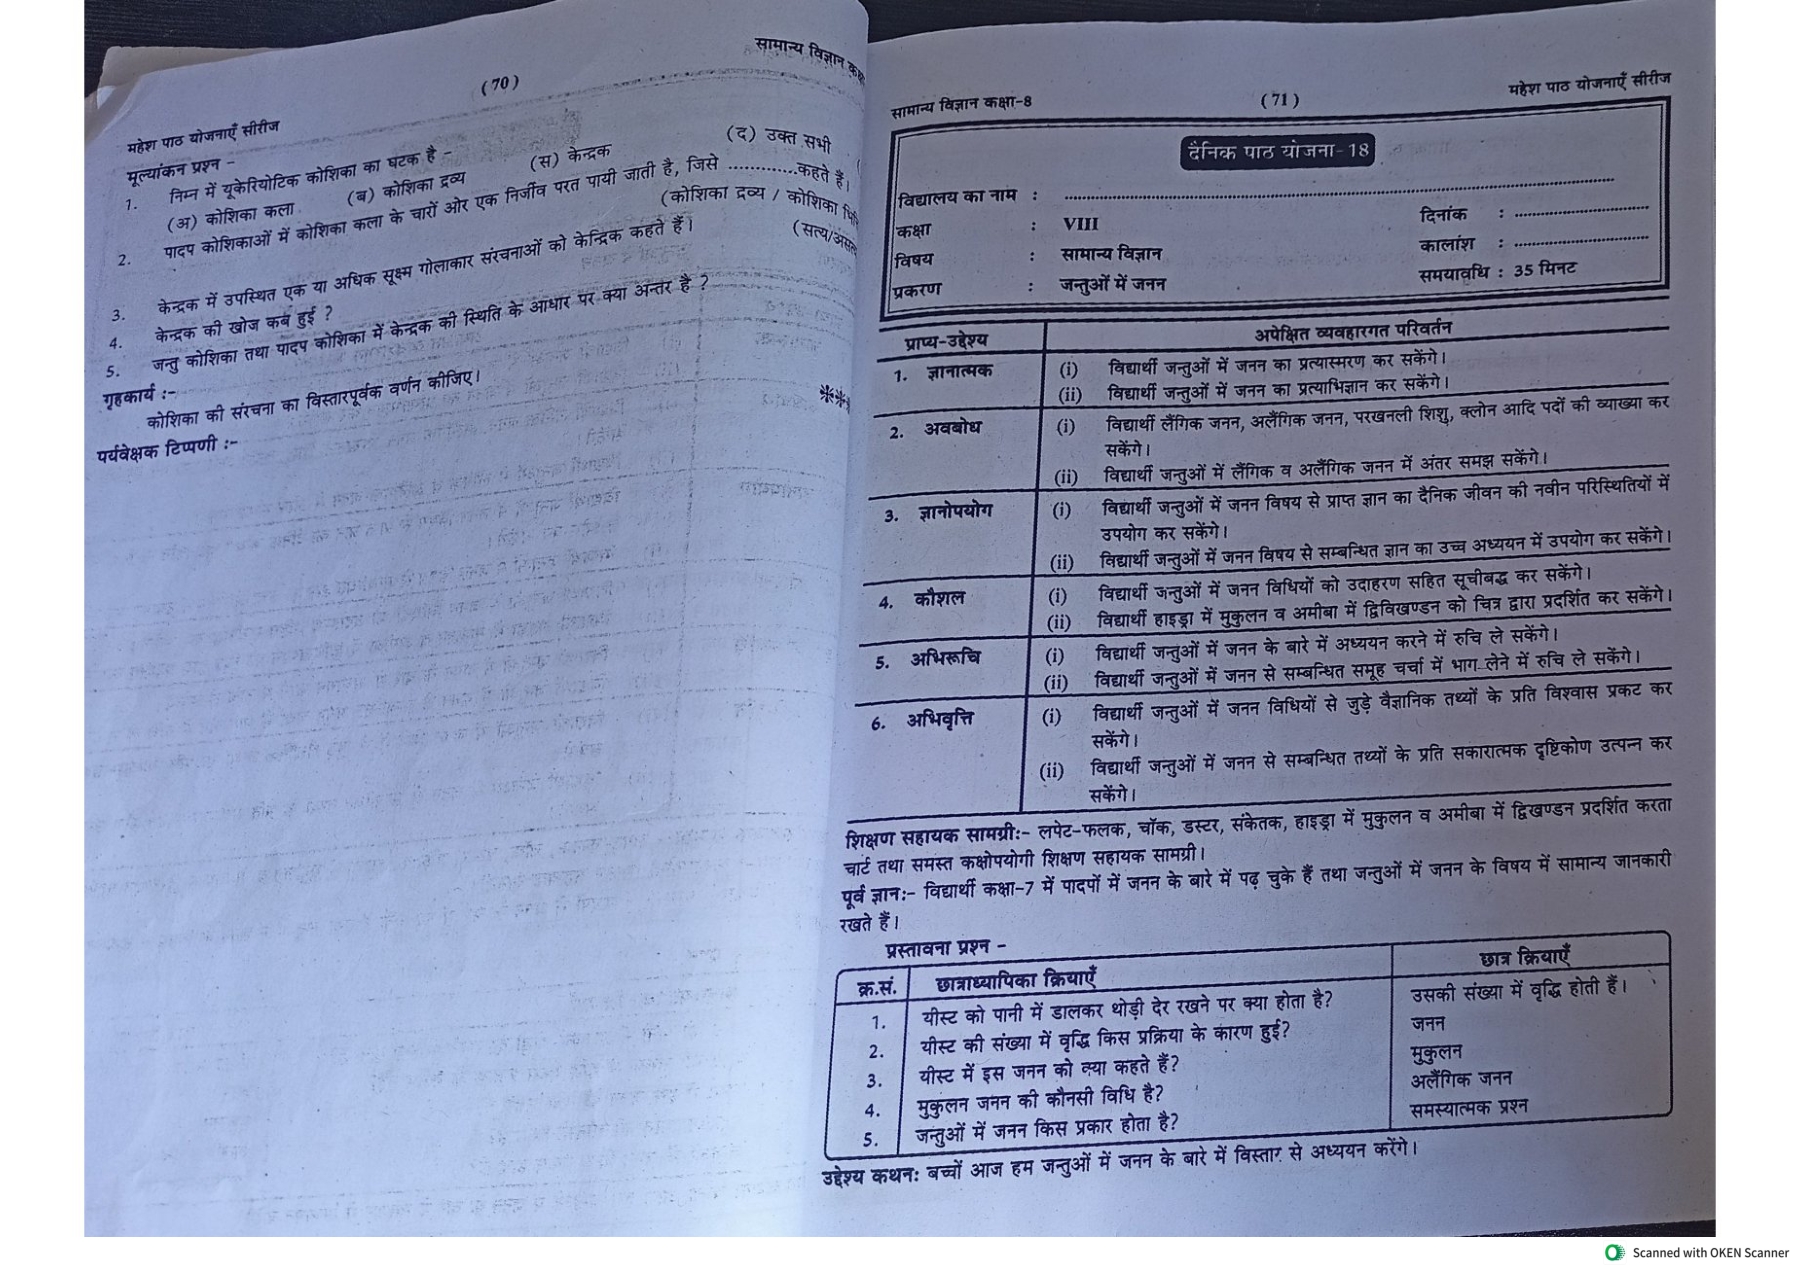 सामान्य विज्ञान
(70)
महेश पाठ योजनाएँ सीरीज
मूल्यांकन प्रश्न –
1. निम्न में यूकेरियोटिक कोशिका का घटक है –
(अ) कोशिका कला (ब) कोशिका द्रव्य (स) केन्द्रक (द) उक्त सभी
2. पादप कोशिकाओं में कोशिका कला के चारों ओर एक निर्जीव परत पायी जाती है, जिसे .............कहते हैं।
(कोशिका द्रव्य / कोशिका
3. केन्द्रक में उपस्थित एक या अधिक सूक्ष्म गोलाकार संरचनाओं को केन्द्रिक कहते हैं। (सत्य/
4. केन्द्रक की खोज कब हुई ?
5. जन्तु कोशिका तथा पादप कोशिका में केन्द्रक की स्थिति के आधार पर क्या अन्तर है ?
गृहकार्य :–
कोशिका की संरचना का विस्तारपूर्वक वर्णन कीजिए।
पर्यवेक्षक टिप्पणी :–
सामान्य विज्ञान कक्षा–8 (71) महेश पाठ योजनाएँ सीरीज
दैनिक पाठ योजना-18
विद्यालय का नाम : ........................
कक्षा : VIII दिनांक : ........................
विषय : सामान्य विज्ञान कालांश : ........................
प्रकरण : जन्तुओं में जनन समयावधि : 35 मिनट
प्राप्य-उद्देश्य अपेक्षित व्यवहारगत परिवर्तन
1. ज्ञानात्मक (i) विद्यार्थी जन्तुओं में जनन का प्रत्यास्मरण कर सकेंगे।
(ii) विद्यार्थी जन्तुओं में जनन का प्रत्याभिज्ञान कर सकेंगे।
2. अवबोध (i) विद्यार्थी लैंगिक जनन, अलैंगिक जनन, परखनली शिशु, क्लोन आदि पदों की व्याख्या कर
सकेंगे।
(ii) विद्यार्थी जन्तुओं में लैंगिक व अलैंगिक जनन में अंतर समझ सकेंगे।
3. ज्ञानोपयोग (i) विद्यार्थी जन्तुओं में जनन विषय से प्राप्त ज्ञान का दैनिक जीवन की नवीन परिस्थितियों में
उपयोग कर सकेंगे।
(ii) विद्यार्थी जन्तुओं में जनन विषय से सम्बन्धित ज्ञान का उच्च अध्ययन में उपयोग कर सकेंगे।
4. कौशल (i) विद्यार्थी जन्तुओं में जनन विधियों को उदाहरण सहित सूचीबद्ध कर सकेंगे।
(ii) विद्यार्थी हाइड्रा में मुकुलन व अमीबा में द्विविखण्डन को चित्र द्वारा प्रदर्शित कर सकेंगे।
5. अभिरूचि (i) विद्यार्थी जन्तुओं में जनन के बारे में अध्ययन करने में रुचि ले सकेंगे।
(ii) विद्यार्थी जन्तुओं में जनन से सम्बन्धित समूह चर्चा में भाग लेने में रुचि ले सकेंगे।
6. अभिवृत्ति (i) विद्यार्थी जन्तुओं में जनन विधियों से जुड़े वैज्ञानिक तथ्यों के प्रति विश्वास प्रकट कर
सकेंगे।
(ii) विद्यार्थी जन्तुओं में जनन से सम्बन्धित तथ्यों के प्रति सकारात्मक दृष्टिकोण उत्पन्न कर
सकेंगे।
शिक्षण सहायक सामग्री:– लपेट–फलक, चॉक, डस्टर, संकेतक, हाइड्रा में मुकुलन व अमीबा में द्विखण्डन प्रदर्शित करता
चार्ट तथा समस्त कक्षोपयोगी शिक्षण सहायक सामग्री।
पूर्व ज्ञान:– विद्यार्थी कक्षा–7 में पादपों में जनन के बारे में पढ़ चुके हैं तथा जन्तुओं में जनन के विषय में सामान्य जानकारी
रखते हैं।
प्रस्तावना प्रश्न –
क्र.सं. छात्राध्यापिका क्रियाएँ छात्र क्रियाएँ
1. यीस्ट को पानी में डालकर थोड़ी देर रखने पर क्या होता है? उसकी संख्या में वृद्धि होती हैं।
2. यीस्ट की संख्या में वृद्धि किस प्रक्रिया के कारण हुई? जनन
3. यीस्ट में इस जनन को क्या कहते हैं? मुकुलन
4. मुकुलन जनन की कौनसी विधि है? अलैंगिक जनन
5. जन्तुओं में जनन किस प्रकार होता है? समस्यात्मक प्रश्न
उद्देश्य कथन: बच्चों आज हम जन्तुओं में जनन के बारे में विस्तार से अध्ययन करेंगे।
Scanned with OKEN Scanner